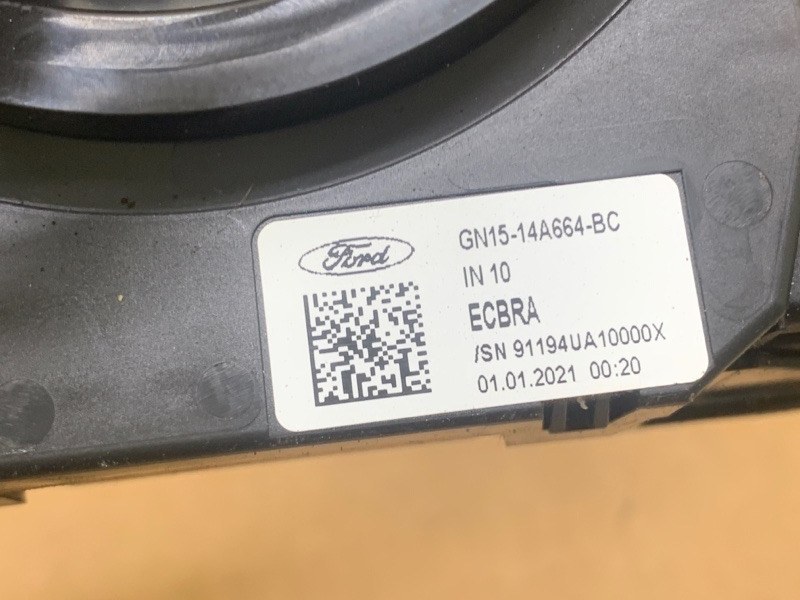 Ford
GN15-14A664-BC
IN 10
ECBRA
/SN 91194UA10000X
01.01.2021 00:20